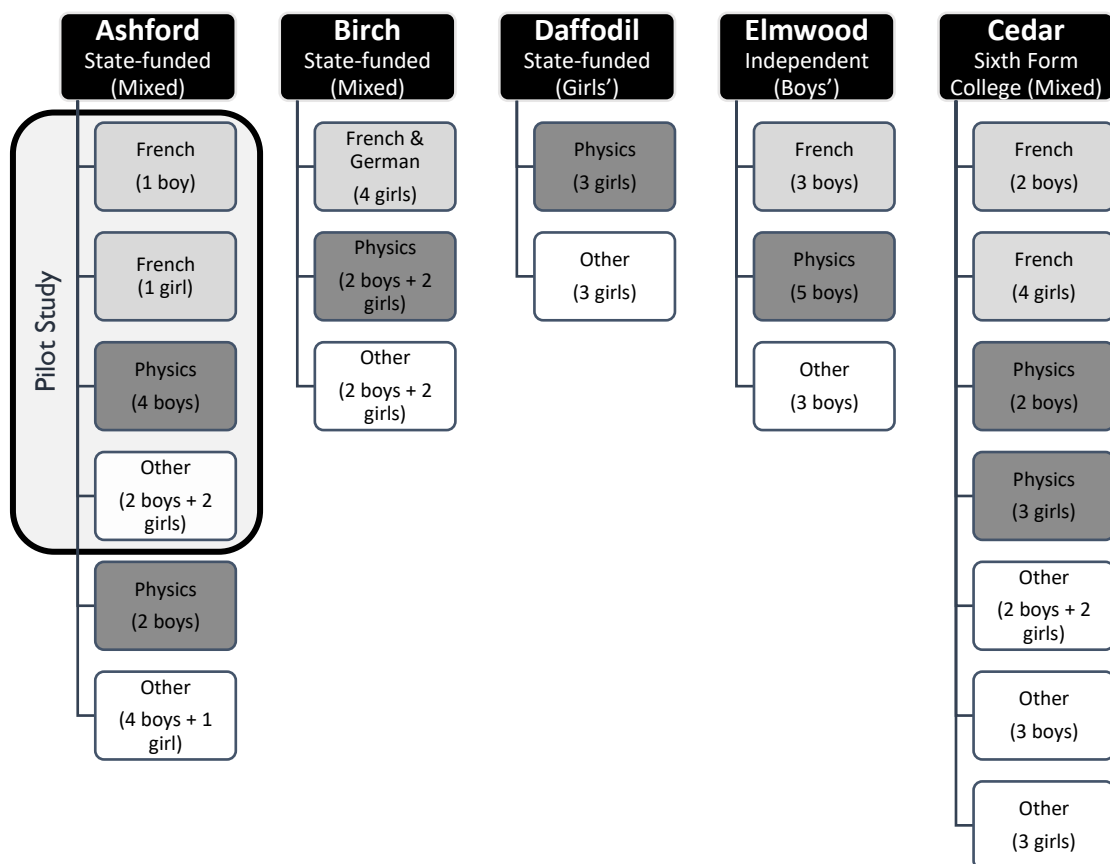 Ashford
State-funded
(Mixed)
Pilot Study
French
(1 boy)
French
(1 girl)
Physics
(4 boys)
Other
(2 boys + 2
girls)
Physics
(2 boys)
Other
(4 boys + 1
girl)
Birch
State-funded
(Mixed)
French &
German
(4 girls)
Physics
(2 boys + 2
girls)
Other
(2 boys + 2
girls)
Daffodil
State-funded
(Girls’)
Physics
(3 girls)
Other
(3 girls)
Elmwood
Independent
(Boys’)
French
(3 boys)
Physics
(5 boys)
Other
(3 boys)
Cedar
Sixth Form
College (Mixed)
French
(2 boys)
French
(4 girls)
Physics
(2 boys)
Physics
(3 girls)
Other
(2 boys + 2
girls)
Other
(3 boys)
Other
(3 girls)